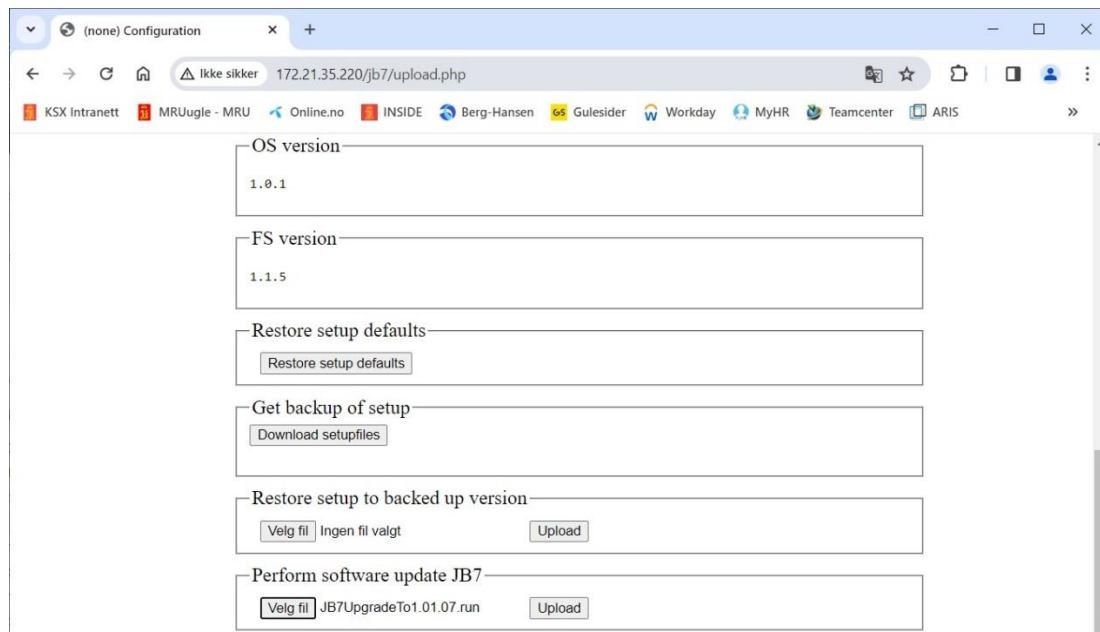 (none) Configuration
Ikke sikker 172.21.35.220/jb7/upload.php
KSX Intranett MRUugle - MRU Online.no INSIDE Berg-Hansen GS Gulesider Workday MyHR Teamcenter ARIS »
OS version
1.0.1
FS version
1.1.5
Restore setup defaults
Restore setup defaults
Get backup of setup
Download setupfiles
Restore setup to backed up version
Velg fil Ingen fil valgt Upload
Perform software update JB7
Velg fil JB7UpgradeTo1.01.07.run Upload